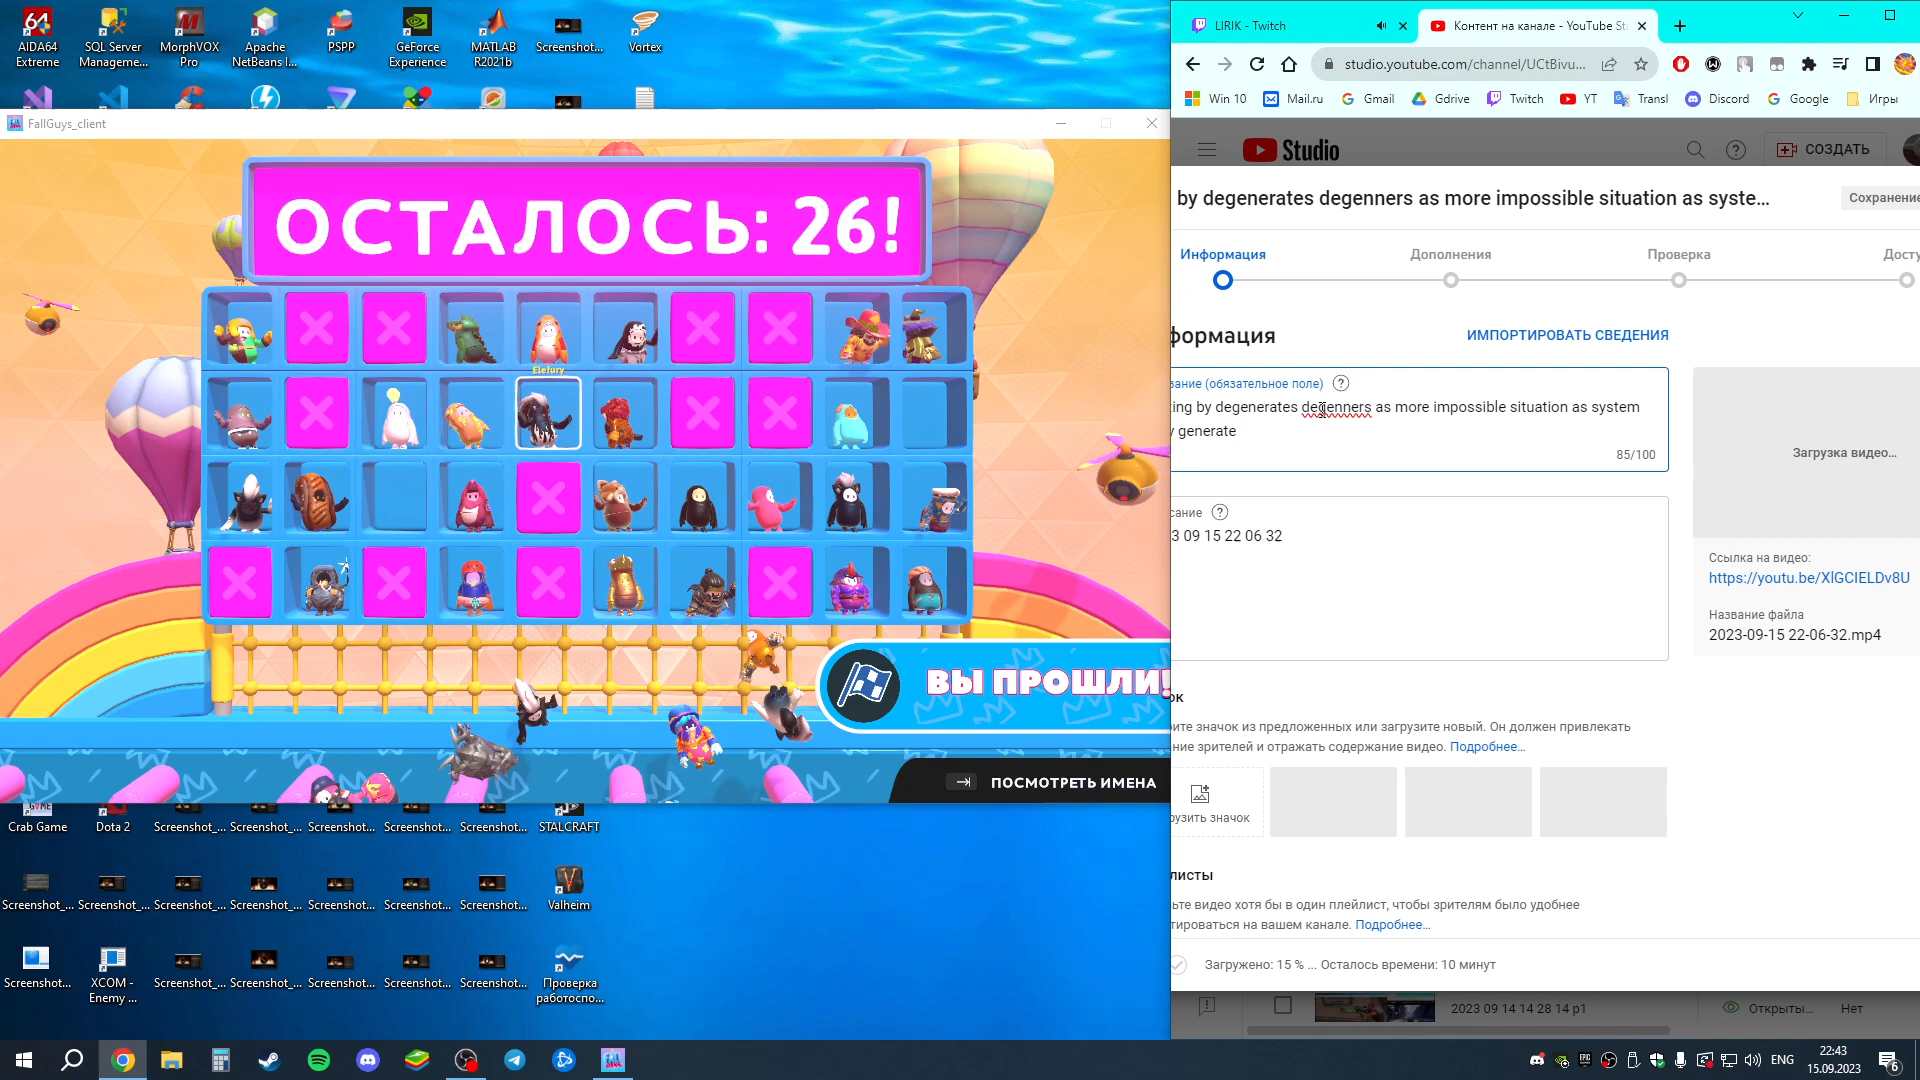 AIDA64 Extreme
SQL Server Manageme...
MorphVOX Pro
Apache NetBeans I...
PSPP
GeForce Experience
MATLAB R2021b
Screenshot...
Vortex
FallGuys_client
ОСТАЛОСЬ: 26!
Elefury
ВЫ ПРОШЛИ!
ПОСМОТРЕТЬ ИМЕНА
Crab Game
Dota 2
Screenshot_...
Screenshot_...
Screenshot...
Screenshot...
Screenshot...
STALCRAFT
Screenshot_...
Screenshot_...
Screenshot_...
Screenshot_...
Screenshot...
Screenshot...
Screenshot...
Valheim
Screenshot...
XCOM - Enemy ...
Screenshot_...
Screenshot_...
Screenshot...
Screenshot...
Screenshot...
Проверка работоспо...
LIRIK - Twitch
Контент на канале - YouTube St
studio.youtube.com/channel/UCtBivu...
Win 10
Mail.ru
Gmail
Gdrive
Twitch
YT
Transl
Discord
Google
Игры
Studio
СОЗДАТЬ
by degenerates degenners as more impossible situation as syste...
Сохранение
Информация
Дополнения
Проверка
Досту
формация
ИМПОРТИРОВАТЬ СВЕДЕНИЯ
вание (обязательное поле)
ing by degenerates degenners as more impossible situation as system
y generate
85/100
Загрузка видео...
сание
3 09 15 22 06 32
Ссылка на видео:
https://youtu.be/XlGCIELDv8U
Название файла
2023-09-15 22-06-32.mp4
ок
ите значок из предложенных или загрузите новый. Он должен привлекать
ние зрителей и отражать содержание видео. Подробнее...
рузить значок
листы
ьте видео хотя бы в один плейлист, чтобы зрителям было удобнее
тироваться на вашем канале. Подробнее...
Загружено: 15 % ... Осталось времени: 10 минут
2023 09 14 14 28 14 p1
Открыты...
Нет
ENG
22:43
15.09.2023
6